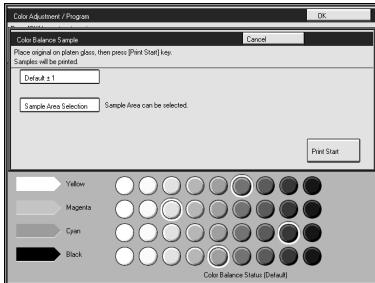 Color Adjustment / Program
OK
Color Balance Sample
Cancel
Place original on platen glass, then press [Print Start] key.
Samples will be printed.
Default ± 1
Sample Area Selection
Sample Area can be selected.
Print Start
Yellow
Magenta
Cyan
Black
Color Balance Status (Default)